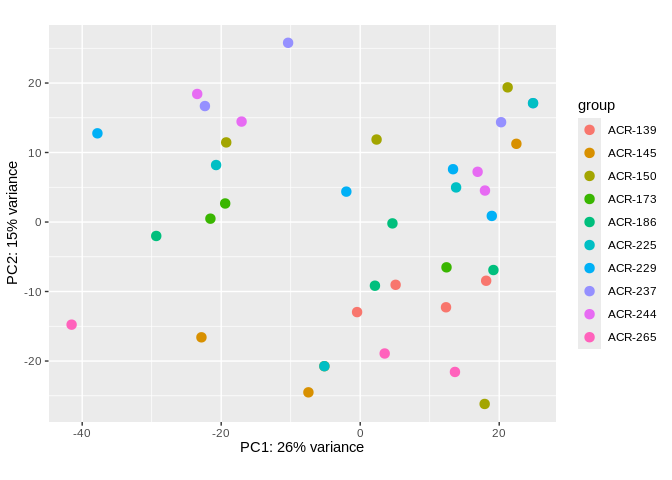 PC2: 15% variance
20
10
0
-10
-20
-40
-20
0
20
PC1: 26% variance
group
ACR-139
ACR-145
ACR-150
ACR-173
ACR-186
ACR-225
ACR-229
ACR-237
ACR-244
ACR-265